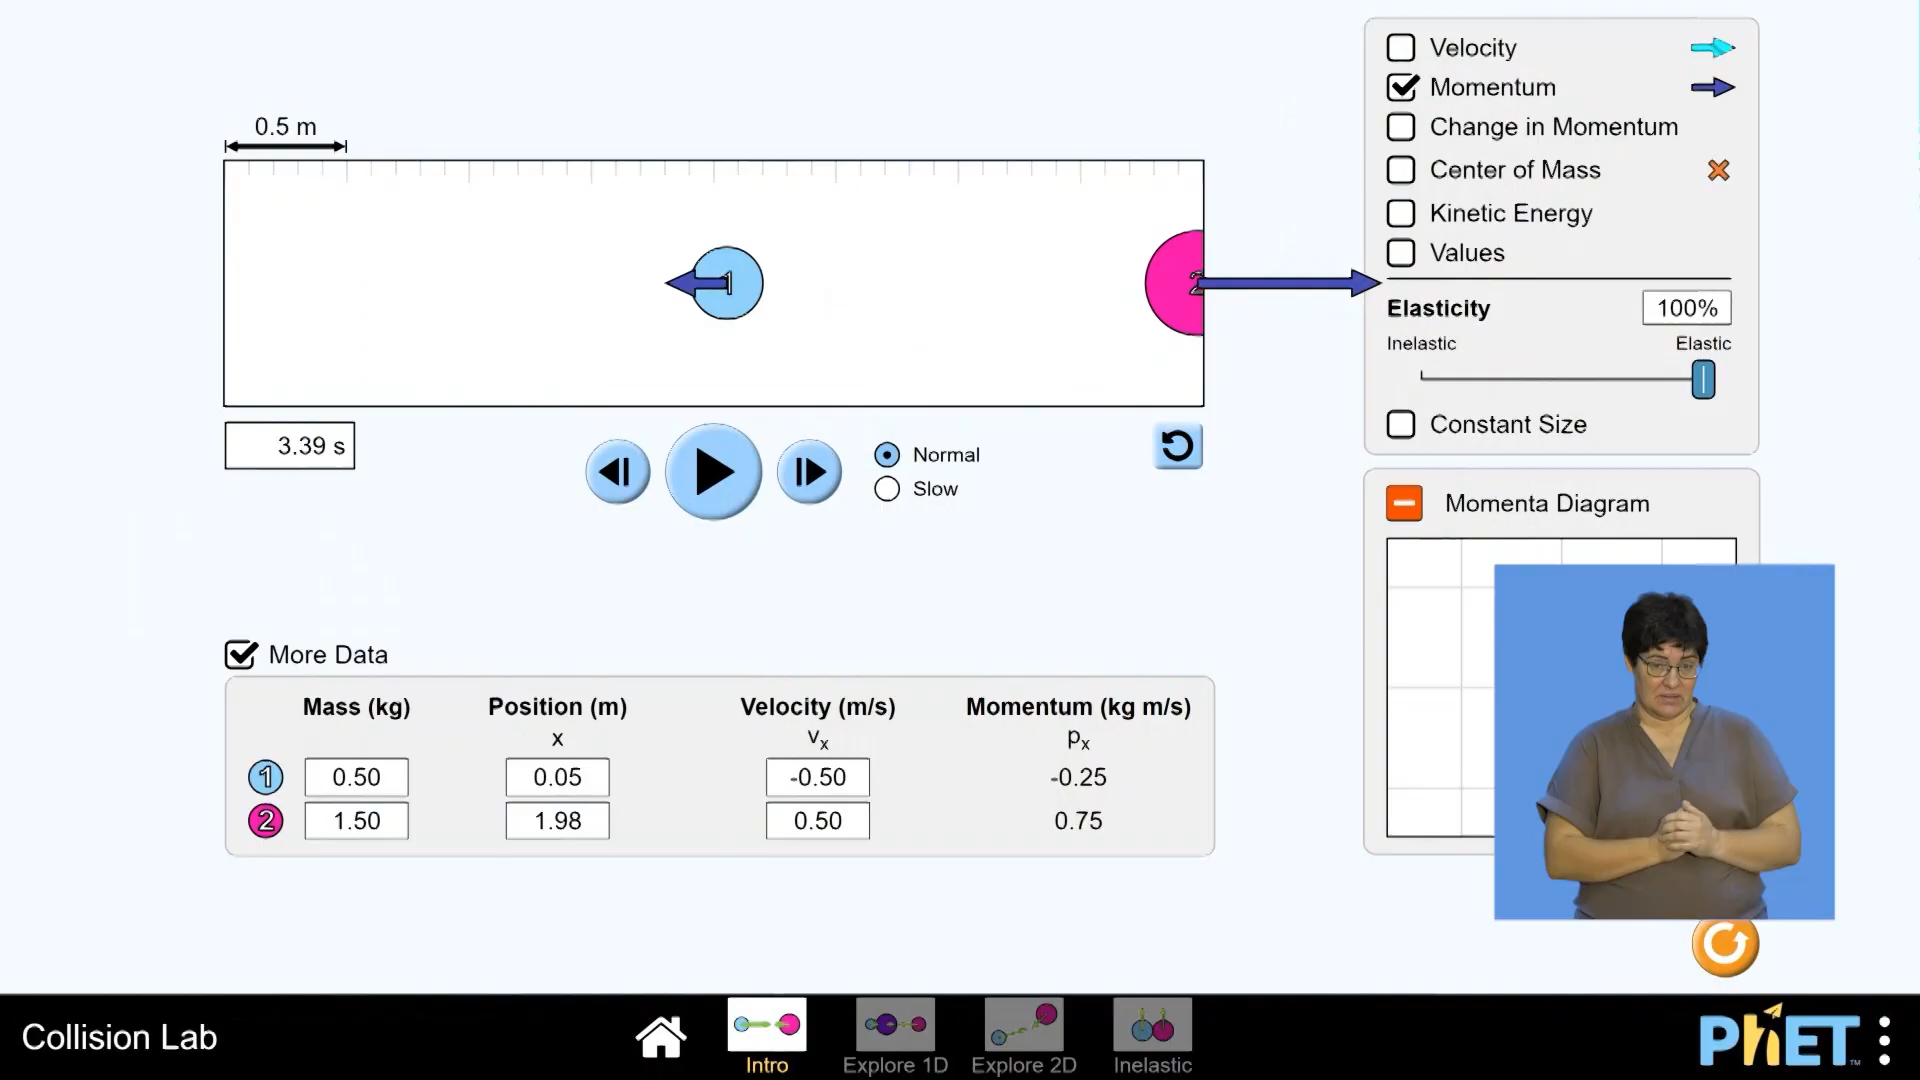 Velocity
Momentum
Change in Momentum
Center of Mass
Kinetic Energy
Values
0.5 m
1
2
Elasticity 100%
Inelastic Elastic
Constant Size
3.39 s
Normal
Slow
Momenta Diagram
More Data
Mass (kg) Position (m) Velocity (m/s) Momentum (kg m/s)
x vx px
1 0.50 0.05 -0.50 -0.25
2 1.50 1.98 0.50 0.75
Collision Lab
Intro
Explore 1D
Explore 2D
Inelastic
PhET™